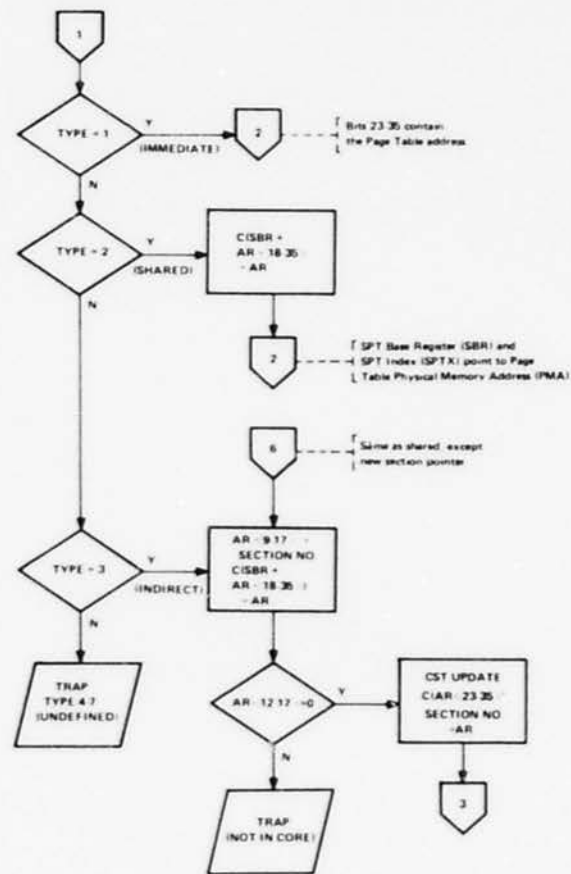 1
TYPE = 1
Y
(IMMEDIATE)
2
Bits 23-35 contain
the Page Table address
N
TYPE = 2
Y
(SHARED)
C(SBR +
AR<18-35>)
→AR
N
2
SPT Base Register (SBR) and
SPT Index (SPTX) point to Page
Table Physical Memory Address (PMA)
6
Same as shared, except
new section pointer
TYPE = 3
Y
(INDIRECT)
AR<9-17>→
SECTION NO.
C(SBR +
AR<18-35>)
→AR
N
TRAP
TYPE 4-7
(UNDEFINED)
AR<12-17>=0
Y
CST UPDATE
C(AR<23-35>
SECTION NO
→AR
N
3
TRAP
(NOT IN CORE)